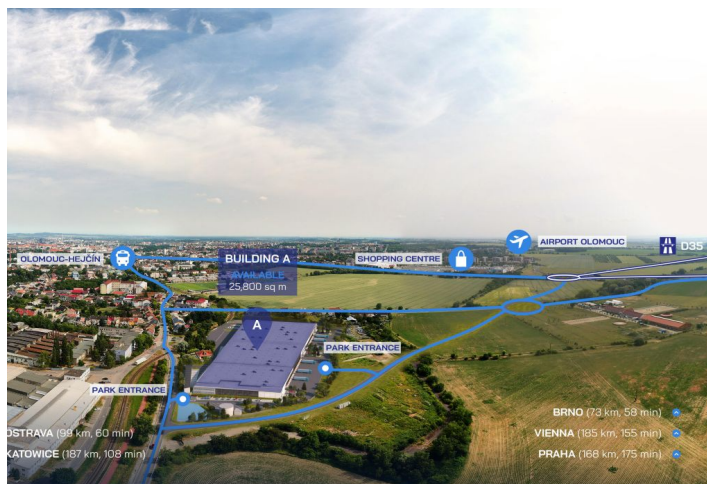 AIRPORT OLOMOUC
D35
OLOMOUC-HEJČÍN
BUILDING A
SHOPPING CENTRE
AVAILABLE
25,800 sq m
A
PARK ENTRANCE
PARK ENTRANCE
BRNO (73 km, 58 min)
OSTRAVA (99 km, 60 min)
VIENNA (185 km, 155 min)
KATOWICE (187 km, 108 min)
PRAHA (168 km, 175 min)